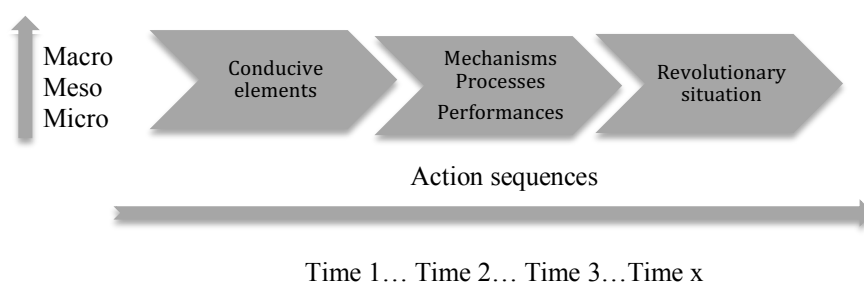 Macro
Meso
Micro
Conducive
elements
Mechanisms
Processes
Performances
Revolutionary
situation
Action sequences
Time 1… Time 2… Time 3…Time x